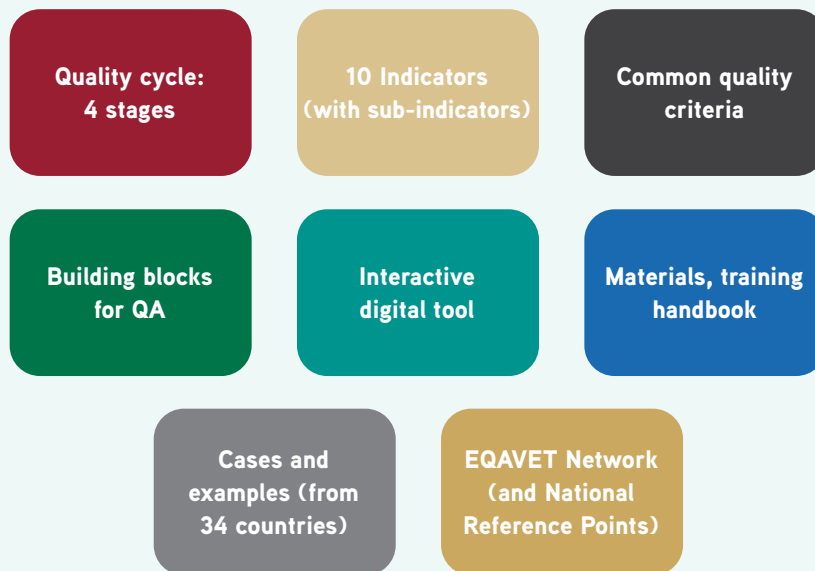 Quality cycle:
4 stages
10 Indicators
(with sub-indicators)
Common quality
criteria
Building blocks
for QA
Interactive
digital tool
Materials, training
handbook
Cases and
examples (from
34 countries)
EQAVET Network
(and National
Reference Points)